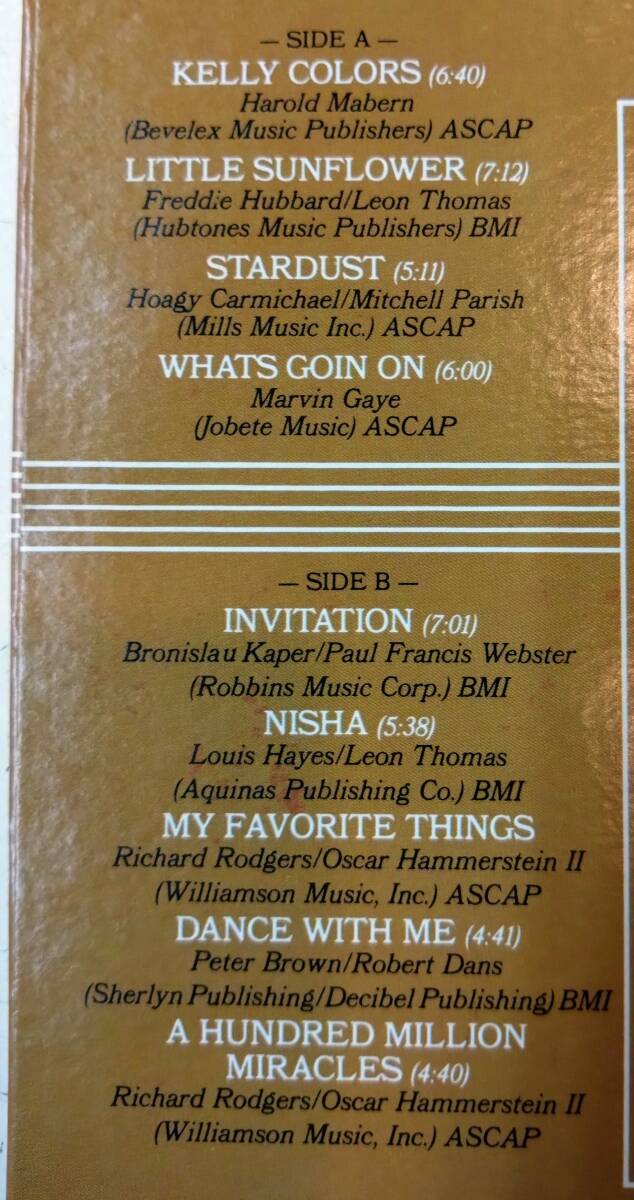 — SIDE A —
KELLY COLORS (6:40)
Harold Mabern
(Bevelex Music Publishers) ASCAP
LITTLE SUNFLOWER (7:12)
Freddie Hubbard/Leon Thomas
(Hubtones Music Publishers) BMI
STARDUST (5:11)
Hoagy Carmichael/Mitchell Parish
(Mills Music Inc.) ASCAP
WHATS GOIN ON (6:00)
Marvin Gaye
(Jobete Music) ASCAP
— SIDE B —
INVITATION (7:01)
Bronislau Kaper/Paul Francis Webster
(Robbins Music Corp.) BMI
NISHA (5:38)
Louis Hayes/Leon Thomas
(Aquinas Publishing Co.) BMI
MY FAVORITE THINGS
Richard Rodgers/Oscar Hammerstein II
(Williamson Music, Inc.) ASCAP
DANCE WITH ME (4:41)
Peter Brown/Robert Dans
(Sherlyn Publishing/Decibel Publishing) BMI
A HUNDRED MILLION
MIRACLES (4:40)
Richard Rodgers/Oscar Hammerstein II
(Williamson Music, Inc.) ASCAP